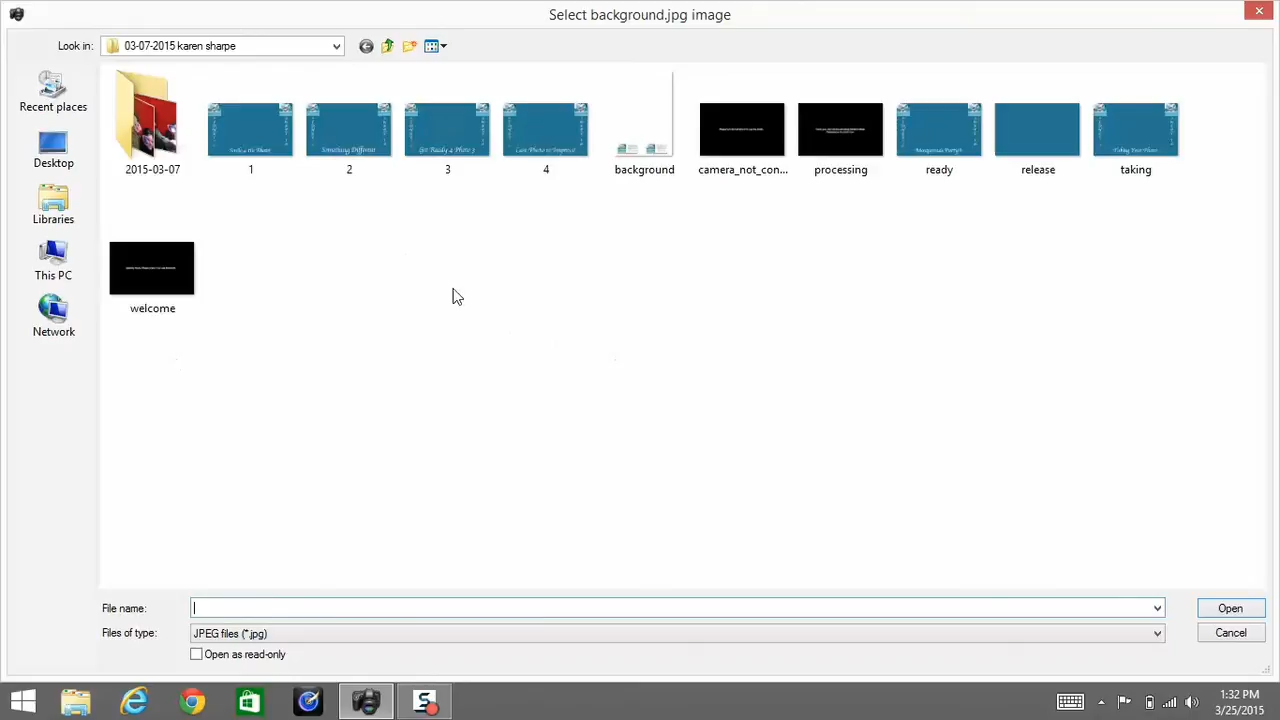 Select background.jpg image
Look in: 03-07-2015 karen sharpe
Recent places
Desktop
Libraries
This PC
Network
Something Different
2015-03-07 1 2 3 4 background camera_not_con... processing ready release taking
welcome
File name:
Open
Files of type: JPEG files (*.jpg)
Cancel
Open as read-only
1:32 PM
3/25/2015